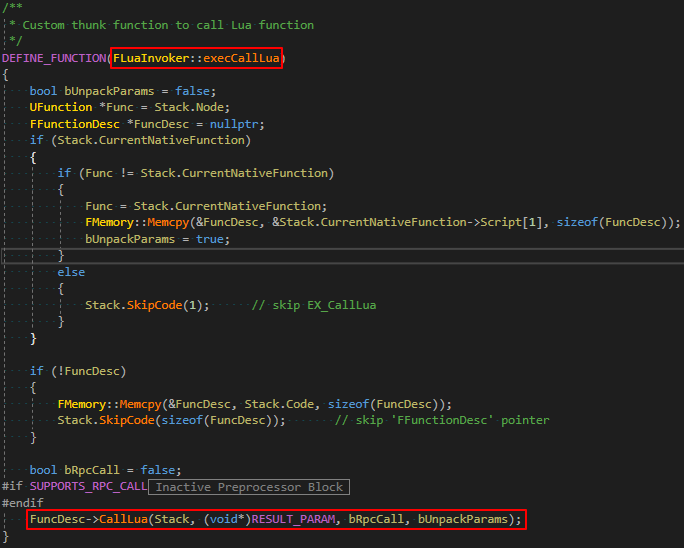 /**
 * Custom thunk function to call Lua function
 */
DEFINE_FUNCTION(FLuaInvoker::execCallLua)
{
    bool bUnpackParams = false;
    UFunction *Func = Stack.Node;
    FFunctionDesc *FuncDesc = nullptr;
    if (Stack.CurrentNativeFunction)
    {
        if (Func != Stack.CurrentNativeFunction)
        {
            Func = Stack.CurrentNativeFunction;
            FMemory::Memcpy(&FuncDesc, &Stack.CurrentNativeFunction->Script[1], sizeof(FuncDesc));
            bUnpackParams = true;
        }
        else
        {
            Stack.SkipCode(1);      // skip EX_CallLua
        }
    }

    if (!FuncDesc)
    {
        FMemory::Memcpy(&FuncDesc, Stack.Code, sizeof(FuncDesc));
        Stack.SkipCode(sizeof(FuncDesc));       // skip 'FFunctionDesc' pointer
    }

    bool bRpcCall = false;
#if SUPPORTS_RPC_CALL Inactive Preprocessor Block
#endif
    FuncDesc->CallLua(Stack, (void*)RESULT_PARAM, bRpcCall, bUnpackParams);
}